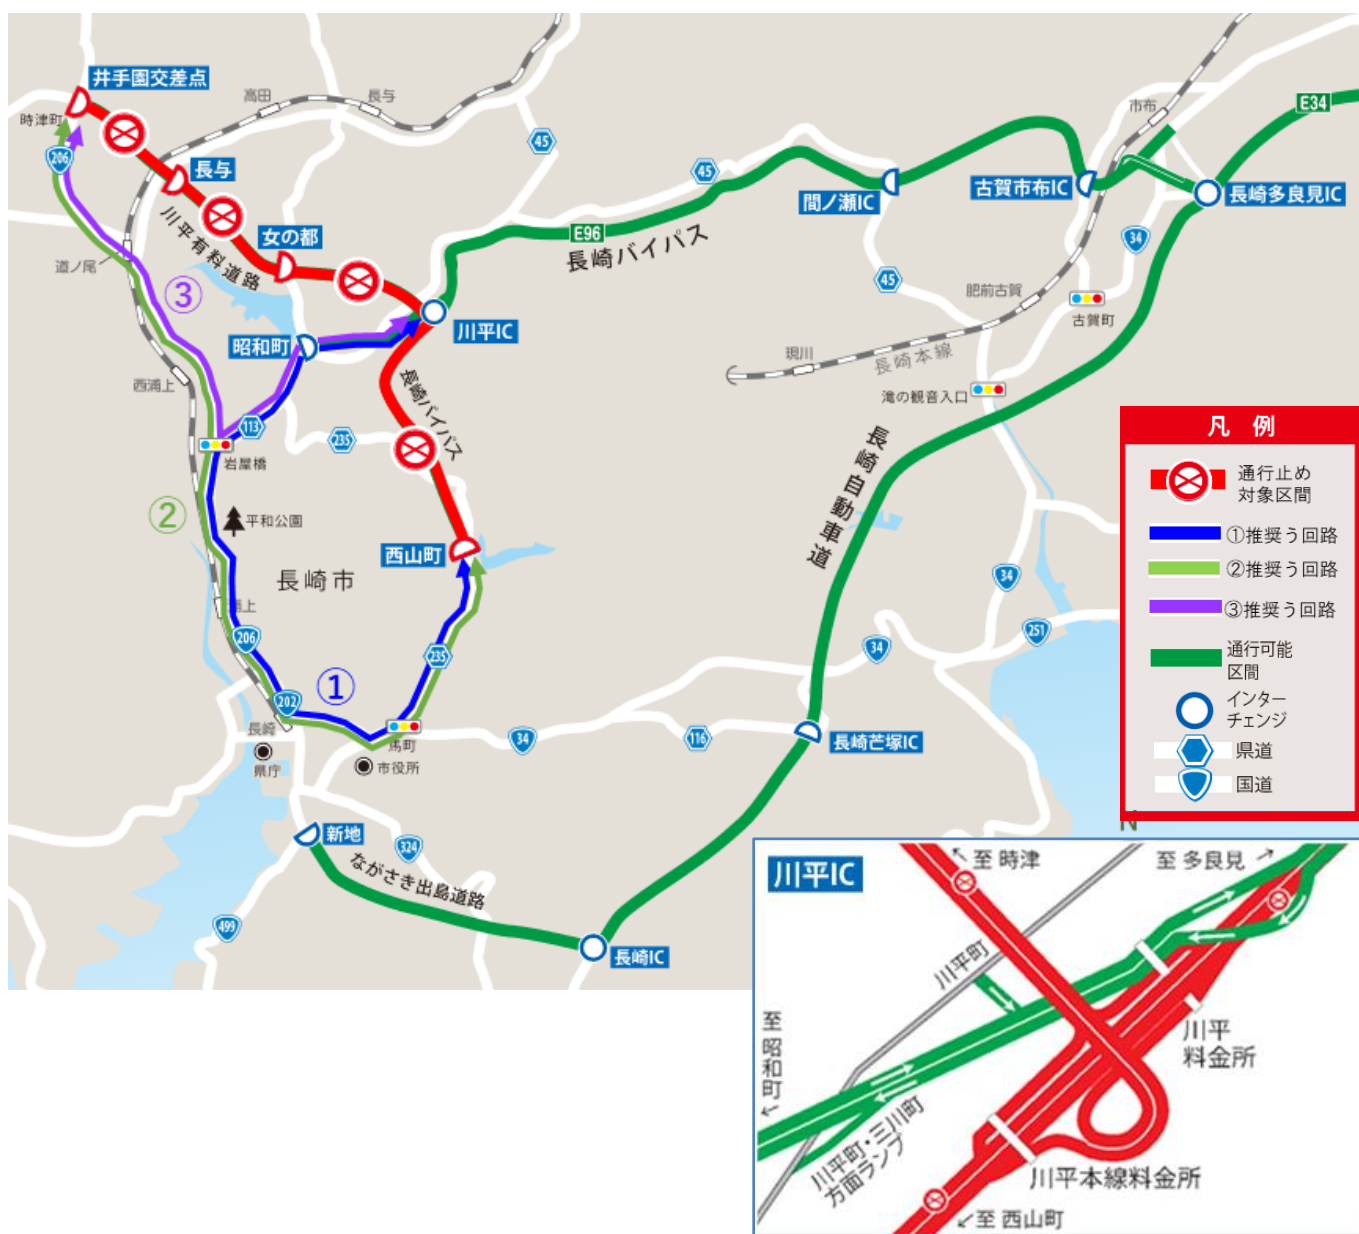 井手園交差点
時津町
206
高田
長与
長与
45
45
市布
E34
女の都
川平有料道路
道ノ尾
③
間ノ瀬IC
古賀市布IC
長崎多良見IC
E96
長崎バイパス
34
45
肥前古賀
古賀町
昭和町
川平IC
現川
長崎本線
西浦上
長崎バイパス
滝の観音入口
113
235
岩屋橋
②
平和公園
長崎自動車道
西山町
長崎市
浦上
206
235
34
251
34
①
202
長崎
県庁
馬町
市役所
34
116
長崎芒塚IC
新地
324
ながさき出島道路
499
長崎IC
凡 例
通行止め
対象区間
①推奨う回路
②推奨う回路
③推奨う回路
通行可能
区間
インター
チェンジ
県道
国道
N
川平IC
至 時津
至 多良見
川平町
至 昭和町
川平
料金所
川平町・三川町
方面ランプ
川平本線料金所
至 西山町